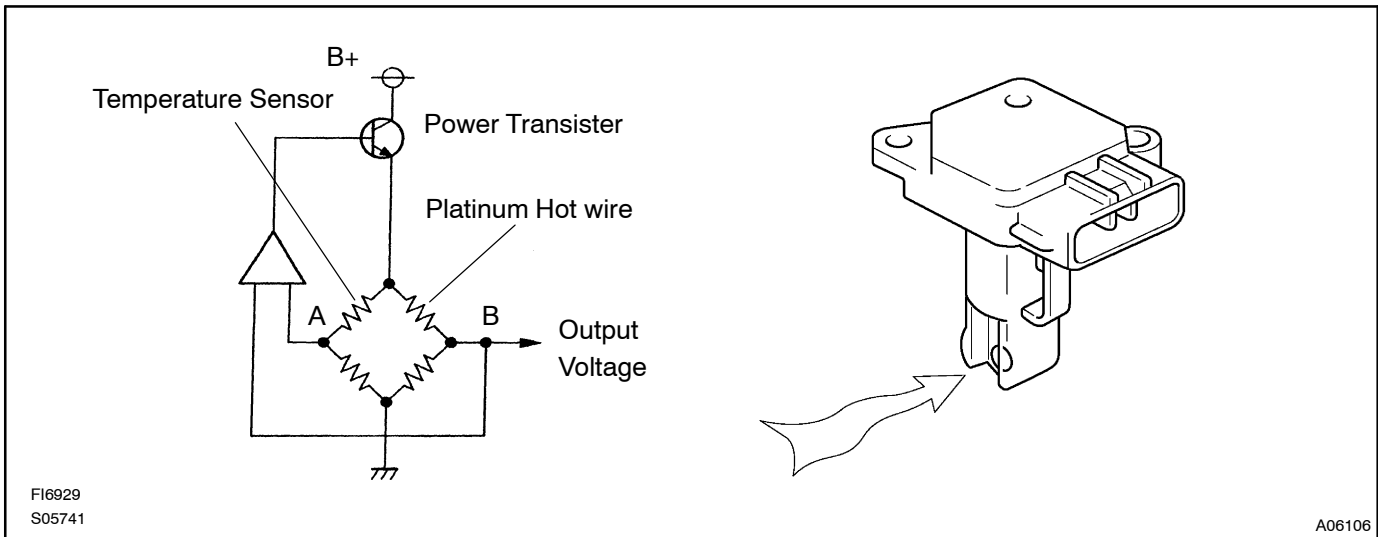 B+
Temperature Sensor
Power Transister
Platinum Hot wire
A
B
Output
Voltage
FI6929
S05741
A06106